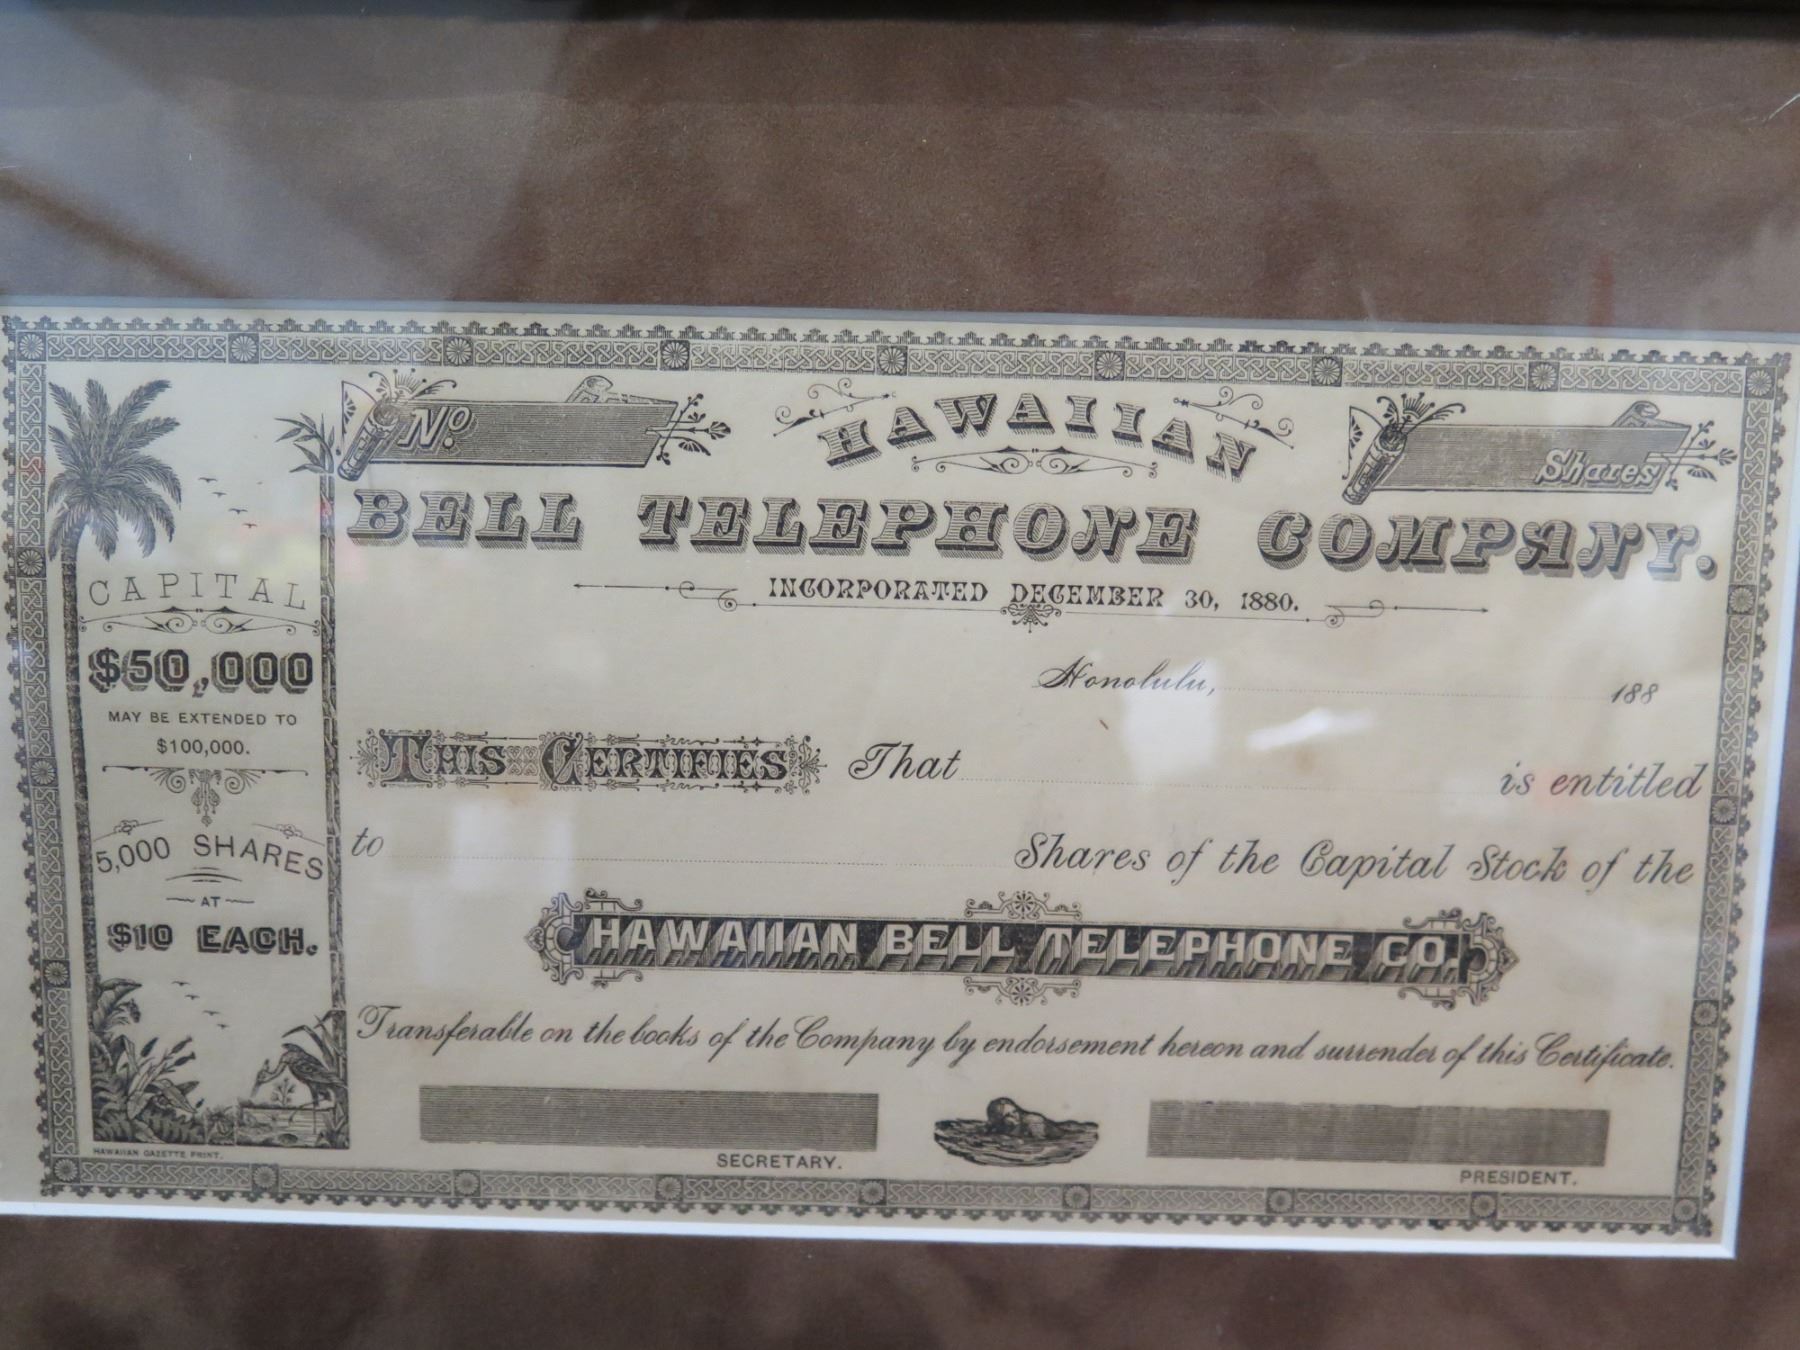 No.
Shares
HAWAIIAN
BELL TELEPHONE COMPANY.
INCORPORATED DECEMBER 30, 1880.
CAPITAL
$50,000
MAY BE EXTENDED TO
$100,000.
5,000 SHARES
AT
$10 EACH.
HAWAIIAN GAZETTE PRINT.
Honolulu, 188
THIS CERTIFIES That is entitled
to Shares of the Capital Stock of the
HAWAIIAN BELL TELEPHONE CO.
Transferable on the books of the Company by endorsement hereon and surrender of this Certificate.
SECRETARY.
PRESIDENT.